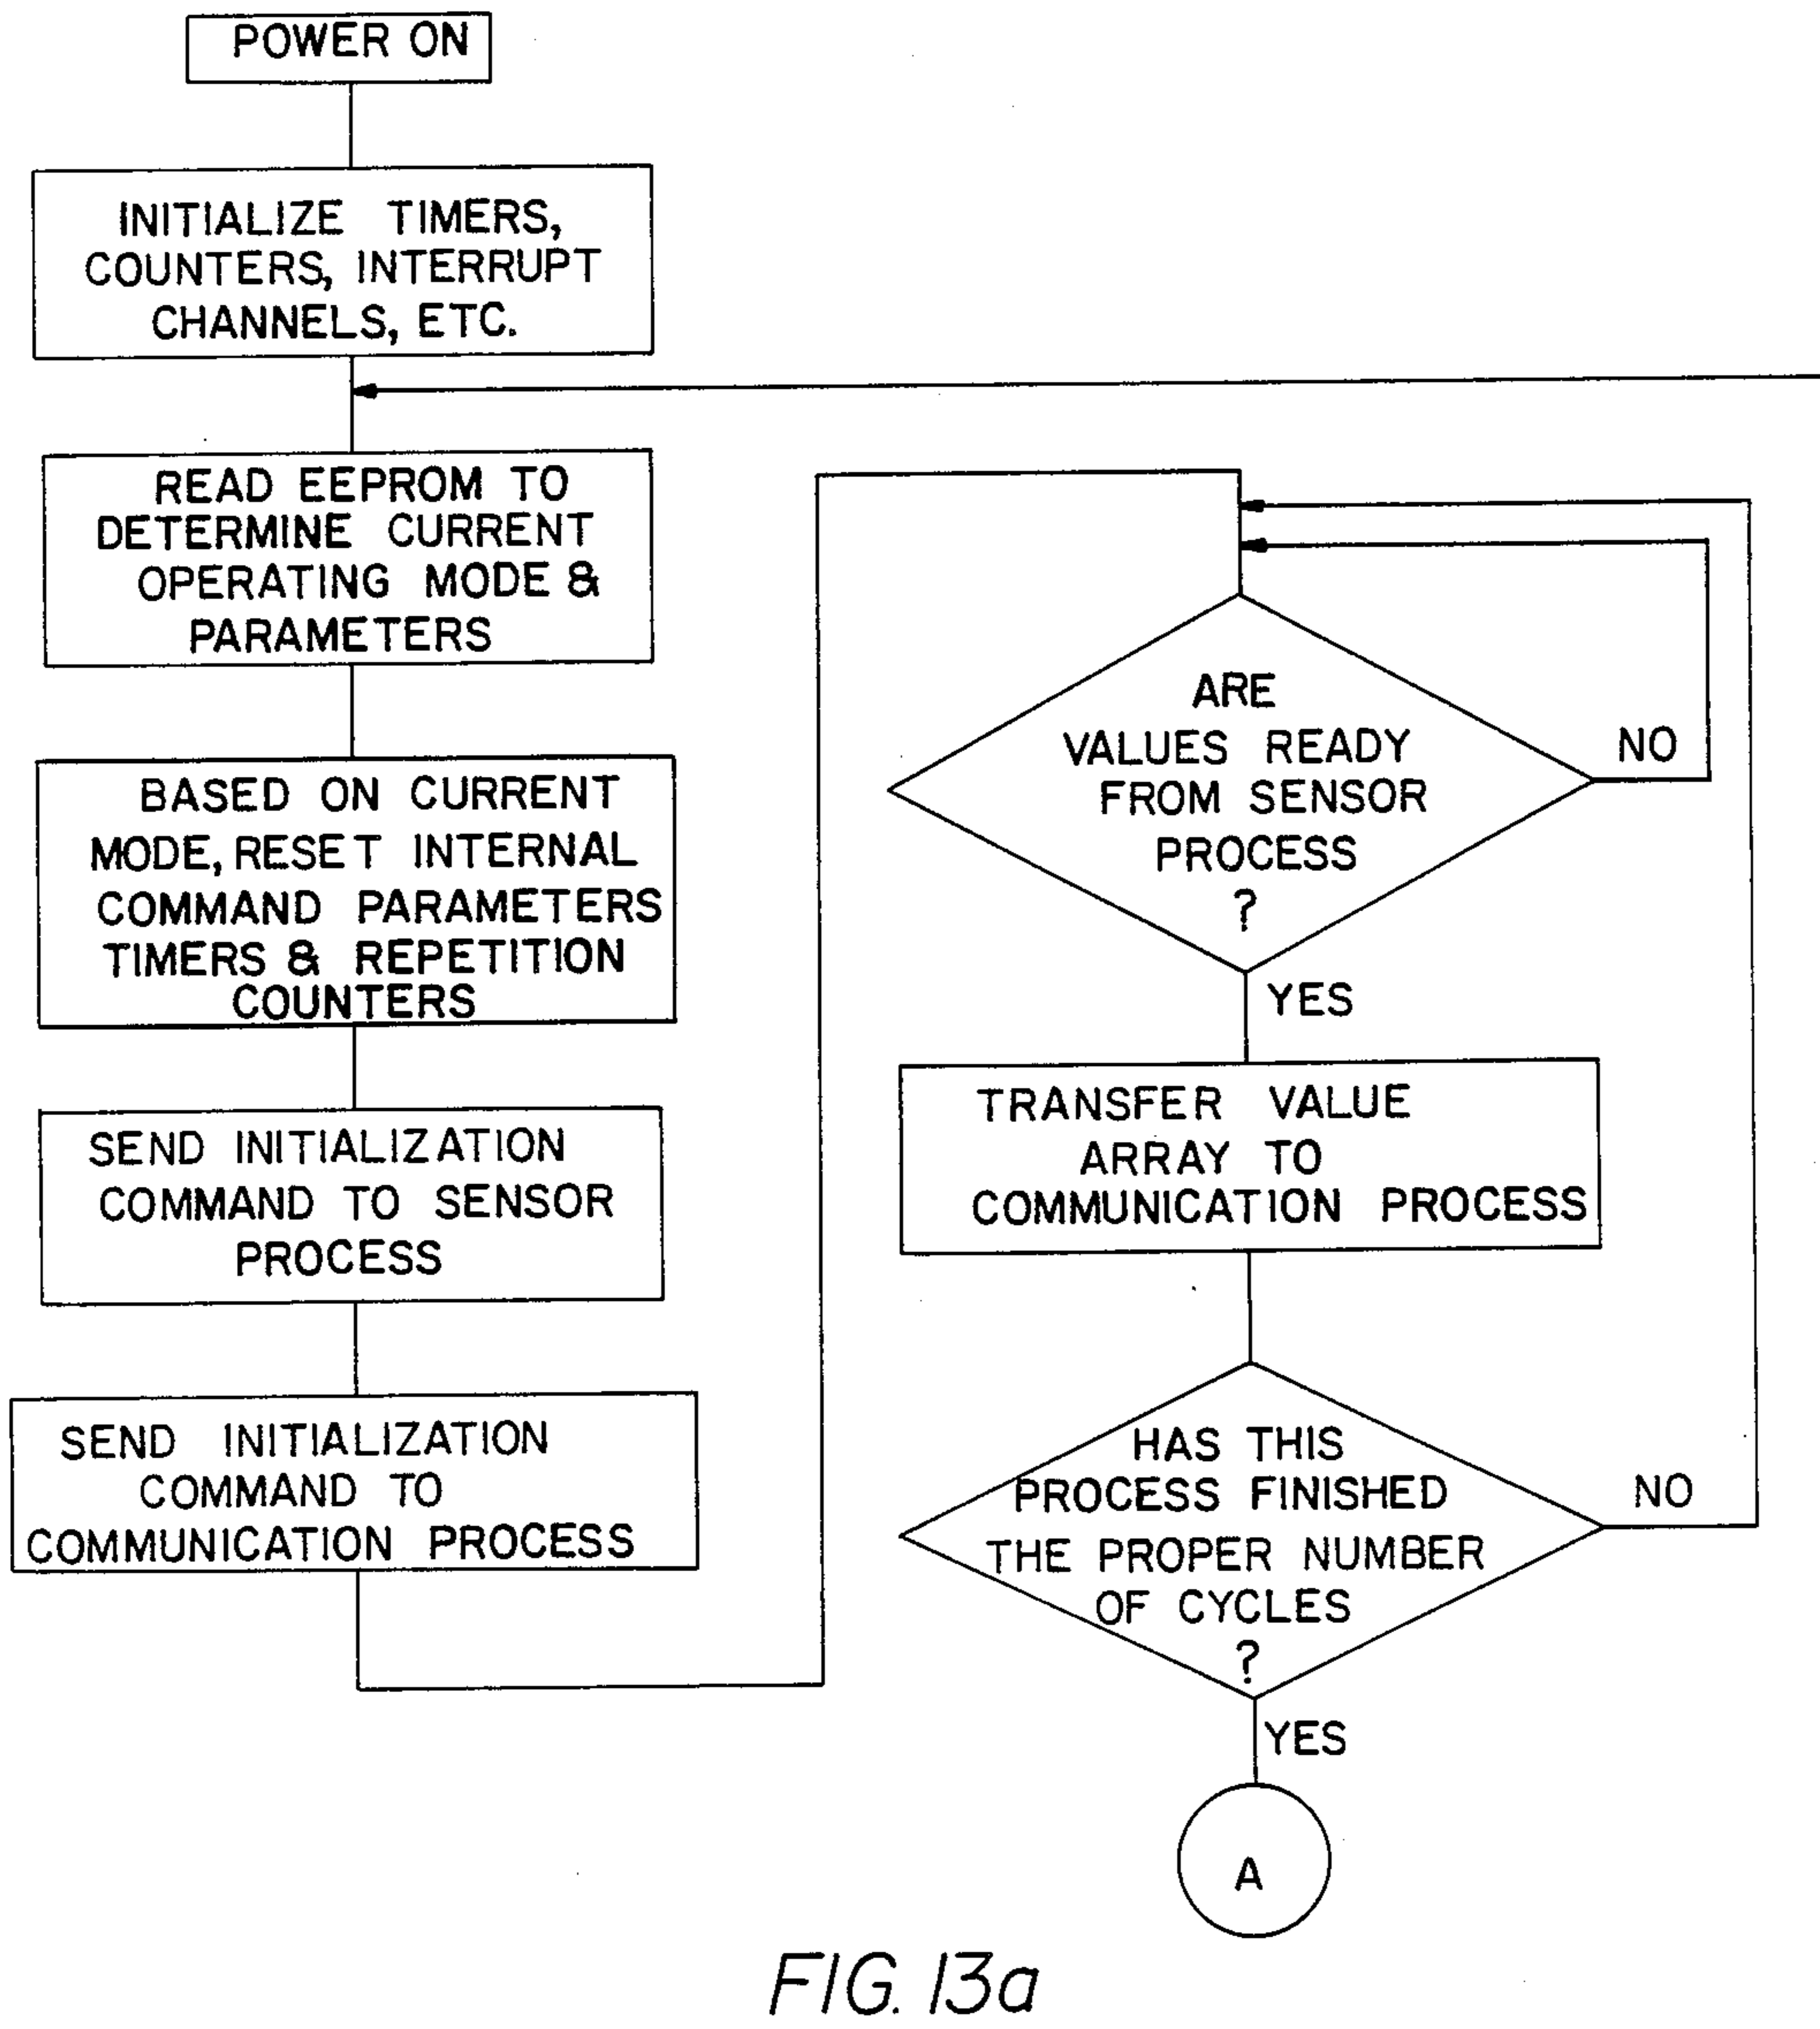 POWER ON
INITIALIZE TIMERS,
COUNTERS, INTERRUPT
CHANNELS, ETC.
READ EEPROM TO
DETERMINE CURRENT
OPERATING MODE &
PARAMETERS
BASED ON CURRENT
MODE, RESET INTERNAL
COMMAND PARAMETERS
TIMERS & REPETITION
COUNTERS
SEND INITIALIZATION
COMMAND TO SENSOR
PROCESS
SEND INITIALIZATION
COMMAND TO
COMMUNICATION PROCESS
ARE
VALUES READY
FROM SENSOR
PROCESS
?
NO
YES
TRANSFER VALUE
ARRAY TO
COMMUNICATION PROCESS
HAS THIS
PROCESS FINISHED
THE PROPER NUMBER
OF CYCLES
?
NO
YES
A
FIG. 13a